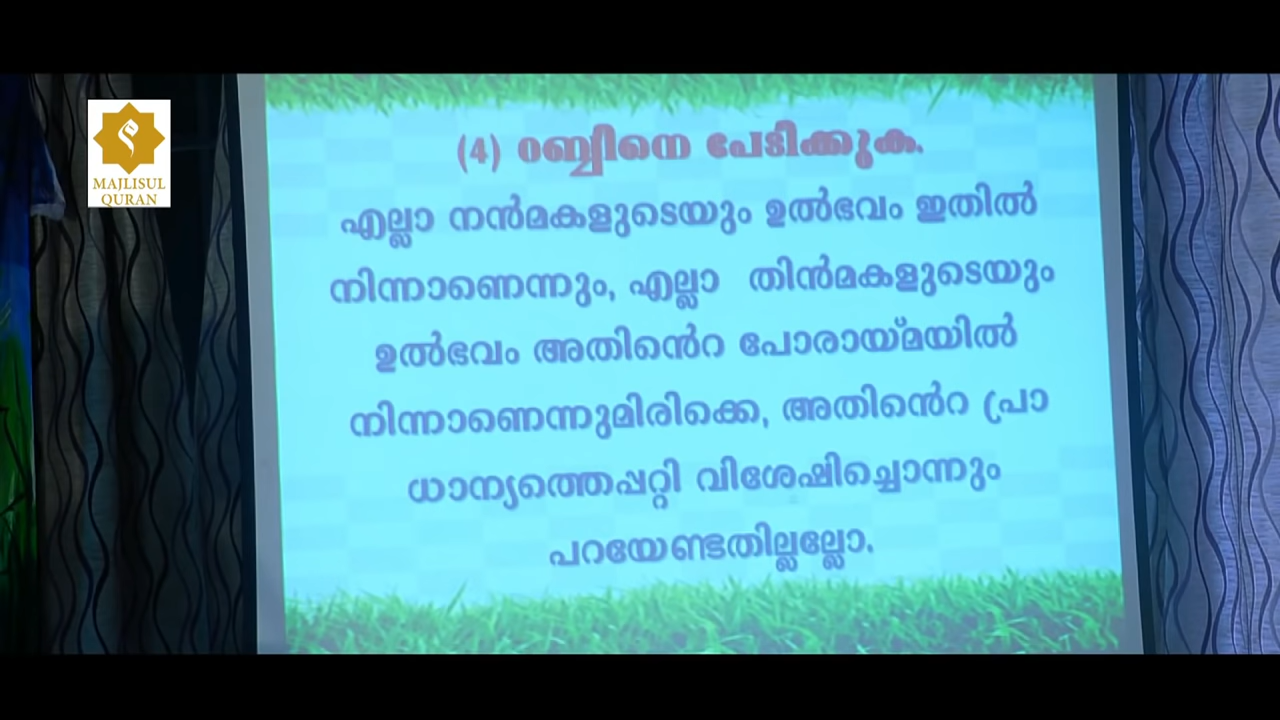 MAJLISUL
QURAN
(4) റബ്ബീനെ പേടിക്കുക.
എല്ലാ നൻമകളുടെയും ഉൽഭവം ഇതിൽ
നിന്നാണെന്നും, എല്ലാ തിൻമകളുടെയും
ഉൽഭവം അതിൻെറ പോരായ്മയിൽ
നിന്നാണെന്നുമിരിക്കെ, അതിൻെറ പ്രാ
ധാന്യത്തെപ്പറ്റി വിശേഷിച്ചൊന്നും
പറയേണ്ടതില്ലല്ലോ.